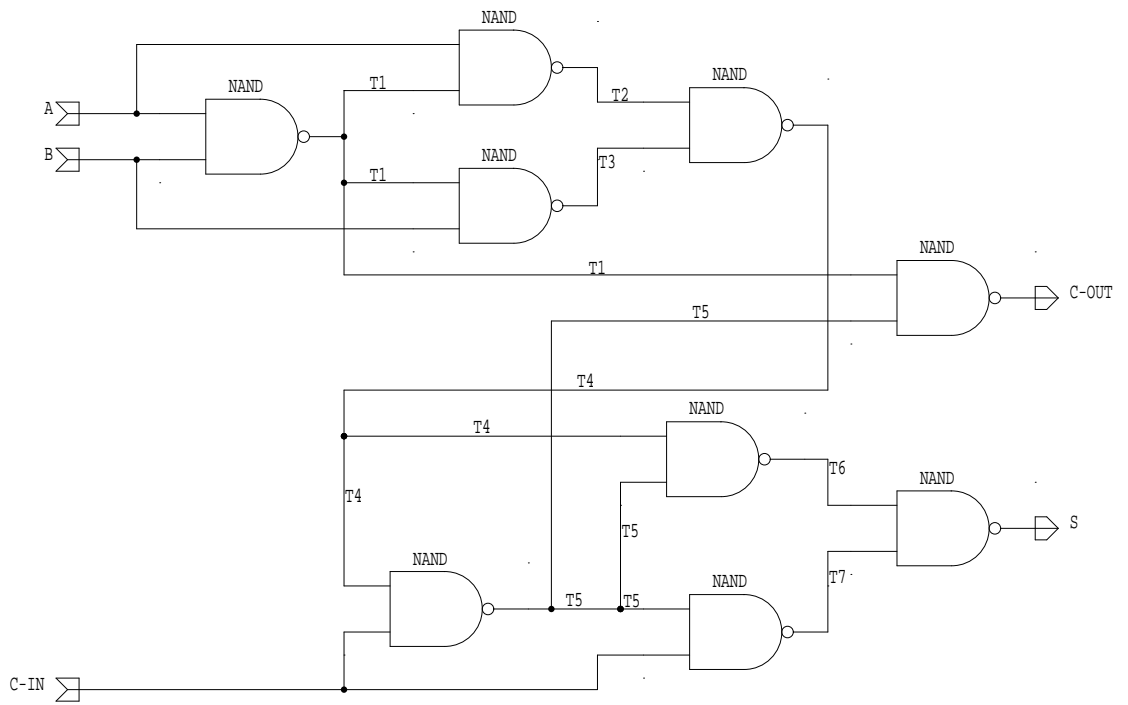 NAND
NAND
NAND
T1
T2
A
B
NAND
T3
T1
NAND
T1
C-OUT
T5
T4
NAND
T4
T6
NAND
T4
S
T5
NAND
T7
NAND
T5
T5
C-IN